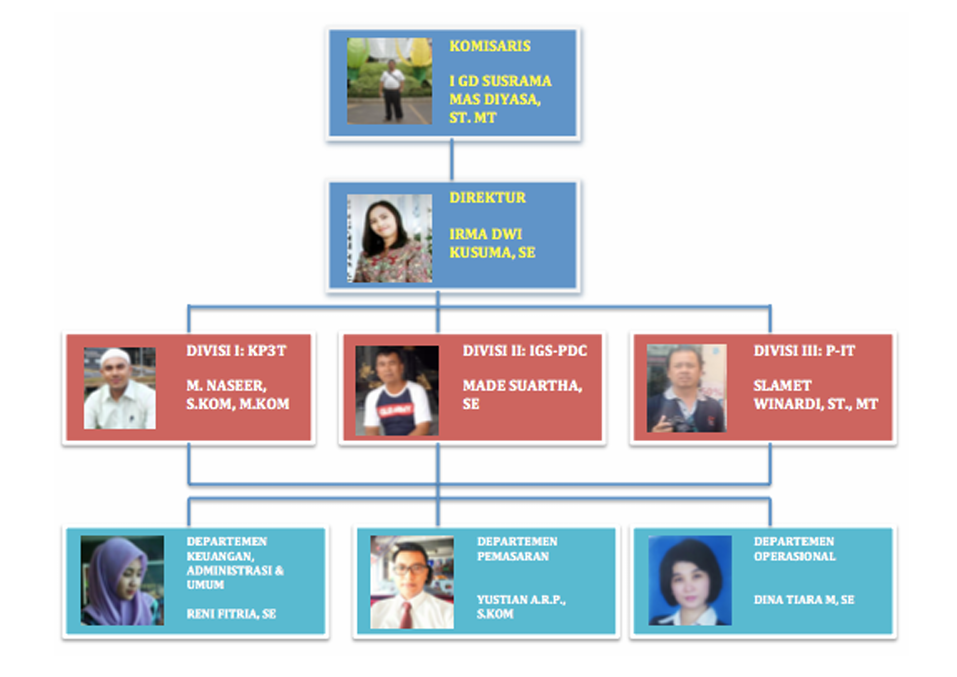 KOMISARIS
I GD SUSRAMA
MAS DIYASA,
ST. MT
DIREKTUR
IRMA DWI
KUSUMA, SE
DIVISI I: KP3T
M. NASEER,
S.KOM, M.KOM
DIVISI II: IGS-PDC
MADE SUARTHA,
SE
DIVISI III: P-IT
SLAMET
WINARDI, ST., MT
DEPARTEMEN
KEUANGAN,
ADMINISTRASI &
UMUM
RENI FITRIA, SE
DEPARTEMEN
PEMASARAN
YUSTIAN A.R.P.,
S.KOM
DEPARTEMEN
OPERASIONAL
DINA TIARA M, SE